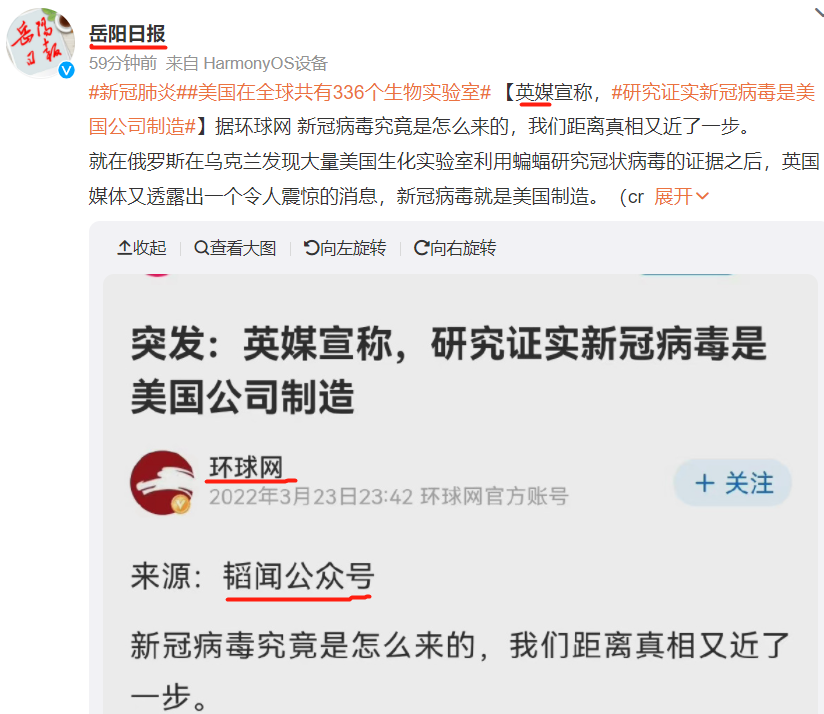 岳阳日报
岳阳日报
59分钟前 来自 HarmonyOS设备
#新冠肺炎##美国在全球共有336个生物实验室# 【英媒宣称，#研究证实新冠病毒是美
国公司制造#】据环球网 新冠病毒究竟是怎么来的，我们距离真相又近了一步。
就在俄罗斯在乌克兰发现大量美国生化实验室利用蝙蝠研究冠状病毒的证据之后，英国
媒体又透露出一个令人震惊的消息，新冠病毒就是美国制造。（cr 展开
收起 查看大图 向左旋转 向右旋转
突发：英媒宣称，研究证实新冠病毒是
美国公司制造
环球网
2022年3月23日23:42 环球网官方账号
+ 关注
来源：韬闻公众号
新冠病毒究竟是怎么来的，我们距离真相又近了
一步。